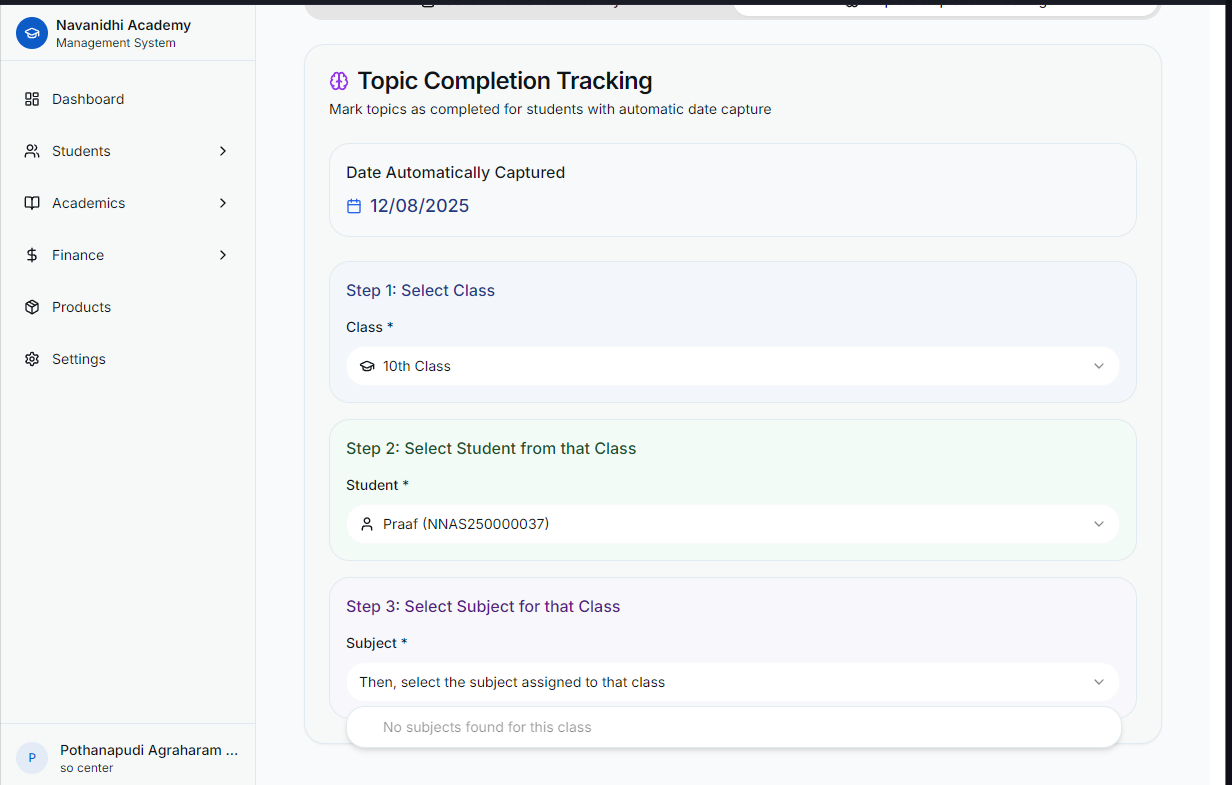 Navanidhi Academy
Management System
Dashboard
Students
Academics
Finance
Products
Settings
Pothanapudi Agraharam ...
so center
P
Topic Completion Tracking
Mark topics as completed for students with automatic date capture
Date Automatically Captured
12/08/2025
Step 1: Select Class
Class *
10th Class
Step 2: Select Student from that Class
Student *
Praaf (NNAS250000037)
Step 3: Select Subject for that Class
Subject *
Then, select the subject assigned to that class
No subjects found for this class